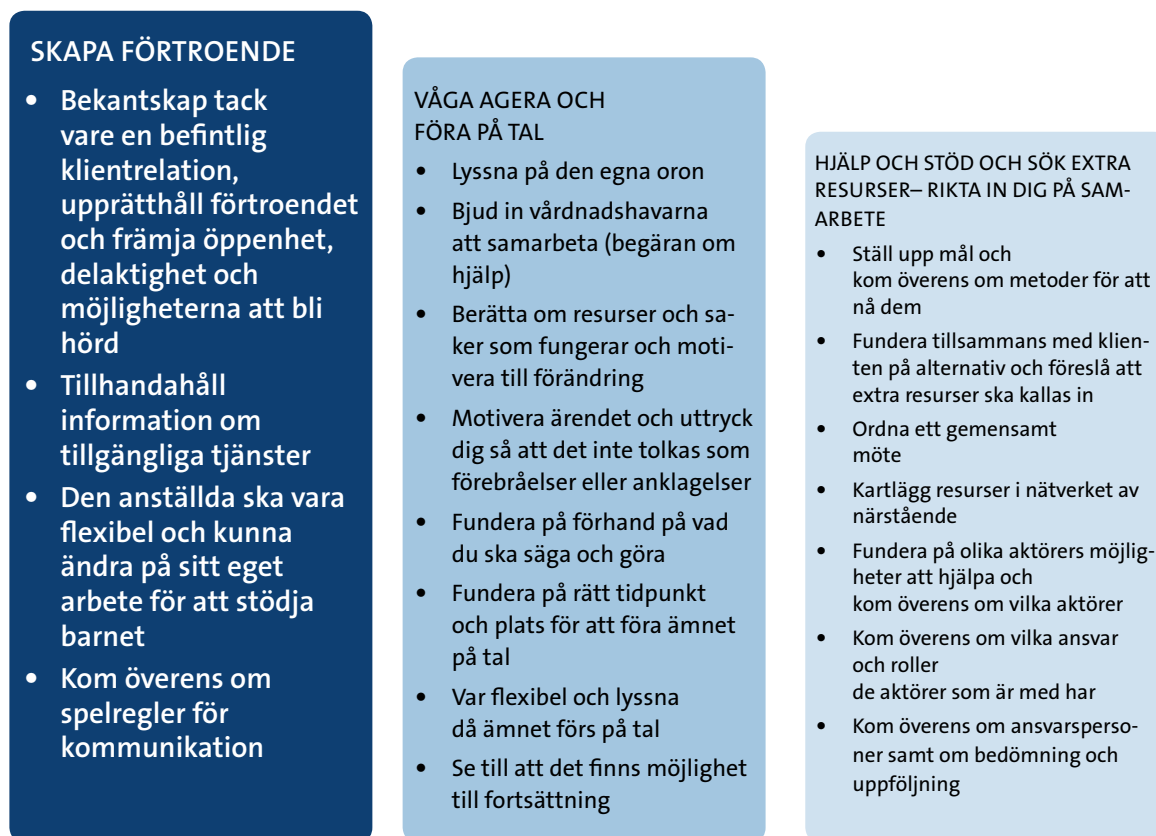 SKAPA FÖRTROENDE
• Bekantskap tack
vare en befintlig
klientrelation,
upprätthåll förtroendet
och främja öppenhet,
delaktighet och
möjligheterna att bli
hörd
• Tillhandahåll
information om
tillgängliga tjänster
• Den anställda ska vara
flexibel och kunna
ändra på sitt eget
arbete för att stödja
barnet
• Kom överens om
spelregler för
kommunikation
VÅGA AGERA OCH
FÖRA PÅ TAL
• Lyssna på den egna oron
• Bjud in vårdnadshavarna
att samarbeta (begäran om
hjälp)
• Berätta om resurser och sa-
ker som fungerar och moti-
vera till förändring
• Motivera ärendet och uttryck
dig så att det inte tolkas som
förebråelser eller anklagelser
• Fundera på förhand på vad
du ska säga och göra
• Fundera på rätt tidpunkt
och plats för att föra ämnet
på tal
• Var flexibel och lyssna
då ämnet förs på tal
• Se till att det finns möjlighet
till fortsättning
HJÄLP OCH STÖD OCH SÖK EXTRA
RESURSER– RIKTA IN DIG PÅ SAM-
ARBETE
• Ställ upp mål och
kom överens om metoder för att
nå dem
• Fundera tillsammans med klien-
ten på alternativ och föreslå att
extra resurser ska kallas in
• Ordna ett gemensamt
möte
• Kartlägg resurser i nätverket av
närstående
• Fundera på olika aktörers möjlig-
heter att hjälpa och
kom överens om vilka aktörer
• Kom överens om vilka ansvar
och roller
de aktörer som är med har
• Kom överens om ansvarsperso-
ner samt om bedömning och
uppföljning